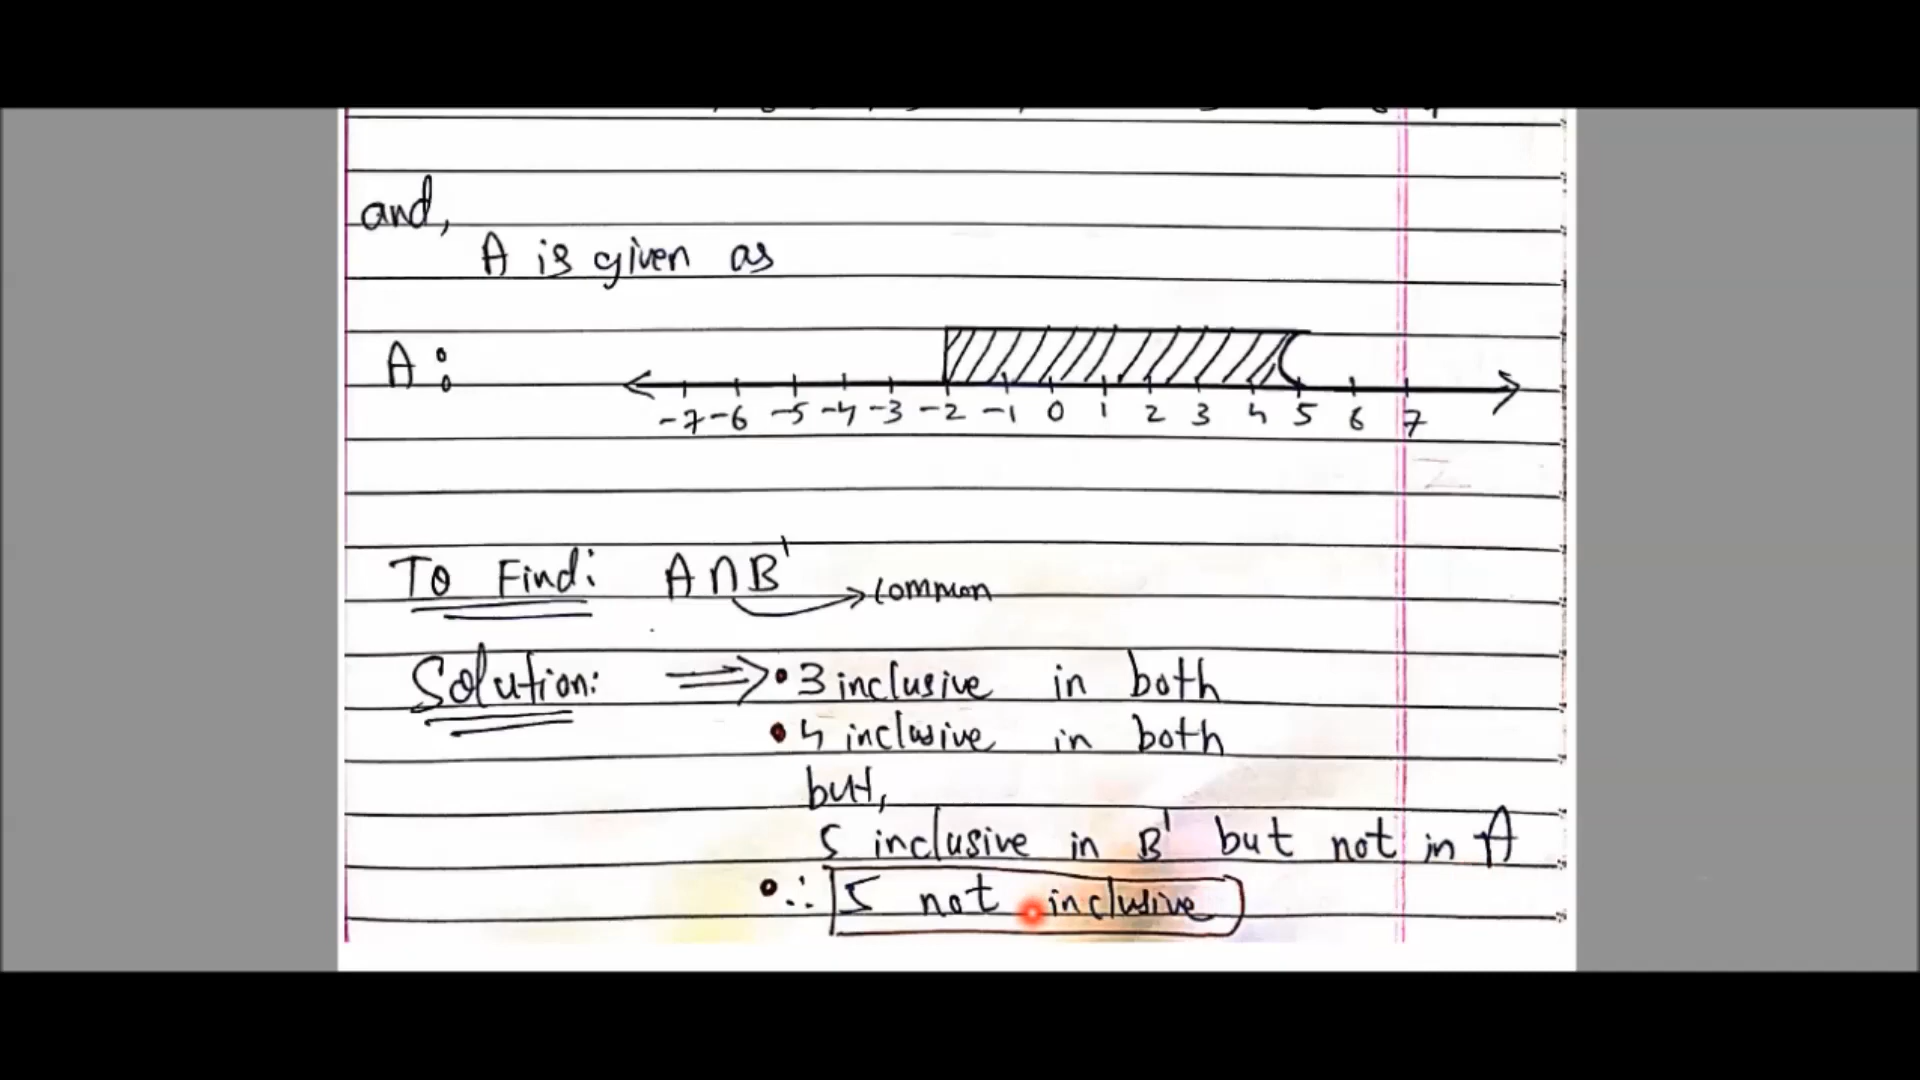 and,
A is given as
A :
-7 -6 -5 -4 -3 -2 -1 0 1 2 3 4 5 6 7
To Find: A∩B' → common
Solution: ⇒ • 3 inclusive in both
• 4 inclusive in both
but,
5 inclusive in B' but not in A
• ∴ 5 not inclusive